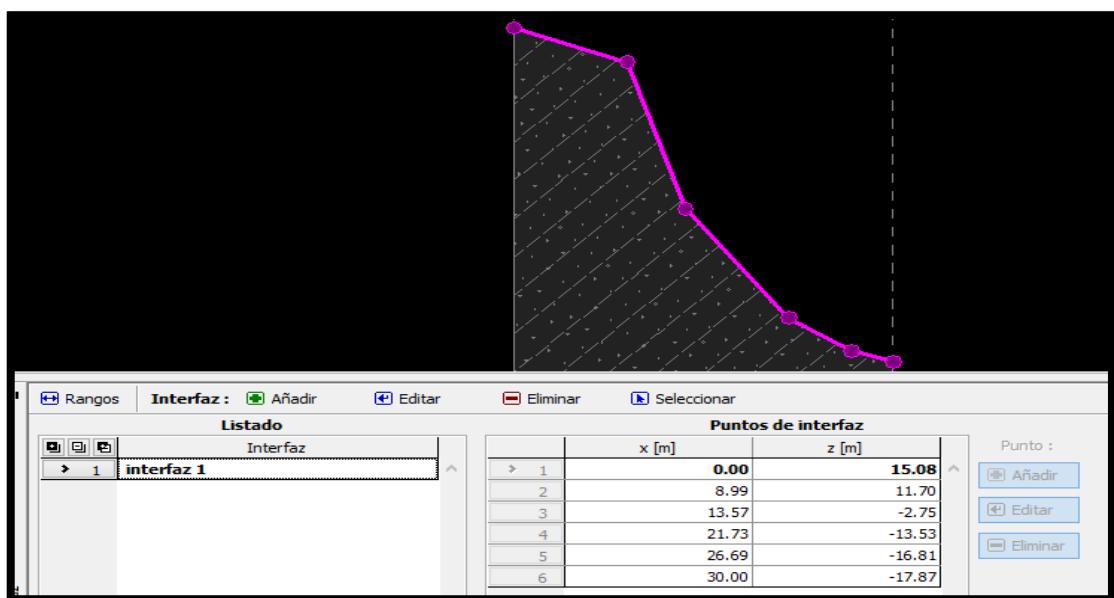 Rangos Interfaz : Añadir Editar Eliminar Seleccionar
Listado Puntos de interfaz
Interfaz x [m] z [m] Punto :
1 interfaz 1 1 0.00 15.08 Añadir
2 8.99 11.70
3 13.57 -2.75 Editar
4 21.73 -13.53
5 26.69 -16.81 Eliminar
6 30.00 -17.87